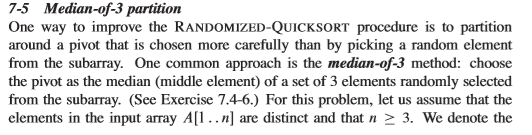 7-5 Median-of-3 partition
One way to improve the RANDOMIZED-QUICKSORT procedure is to partition
around a pivot that is chosen more carefully than by picking a random element
from the subarray. One common approach is the median-of-3 method: choose
the pivot as the median (middle element) of a set of 3 elements randomly selected
from the subarray. (See Exercise 7.4-6.) For this problem, let us assume that the
elements in the input array A[1 . . n] are distinct and that n ≥ 3. We denote the